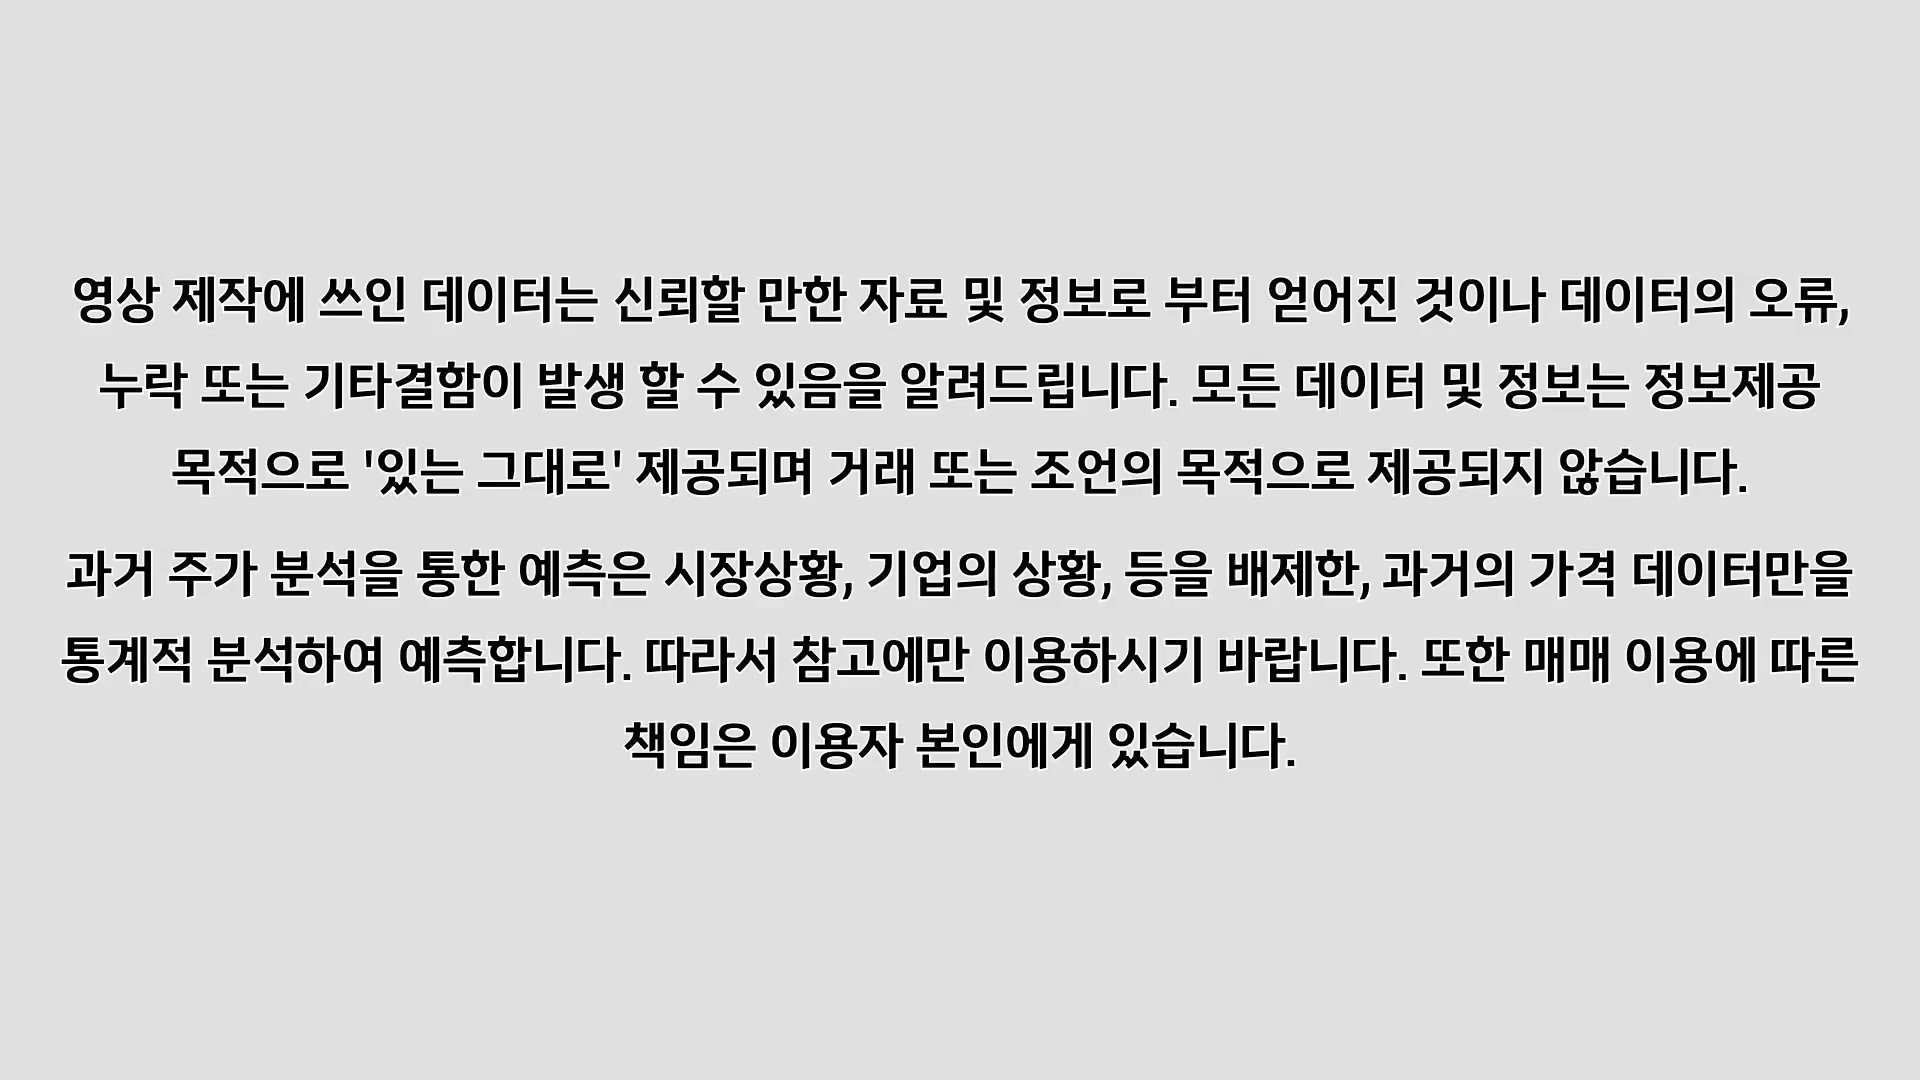 영상 제작에 쓰인 데이터는 신뢰할 만한 자료 및 정보로 부터 얻어진 것이나 데이터의 오류,
누락 또는 기타결함이 발생 할 수 있음을 알려드립니다. 모든 데이터 및 정보는 정보제공
목적으로 '있는 그대로' 제공되며 거래 또는 조언의 목적으로 제공되지 않습니다.
과거 주가 분석을 통한 예측은 시장상황, 기업의 상황, 등을 배제한, 과거의 가격 데이터만을
통계적 분석하여 예측합니다. 따라서 참고에만 이용하시기 바랍니다. 또한 매매 이용에 따른
책임은 이용자 본인에게 있습니다.